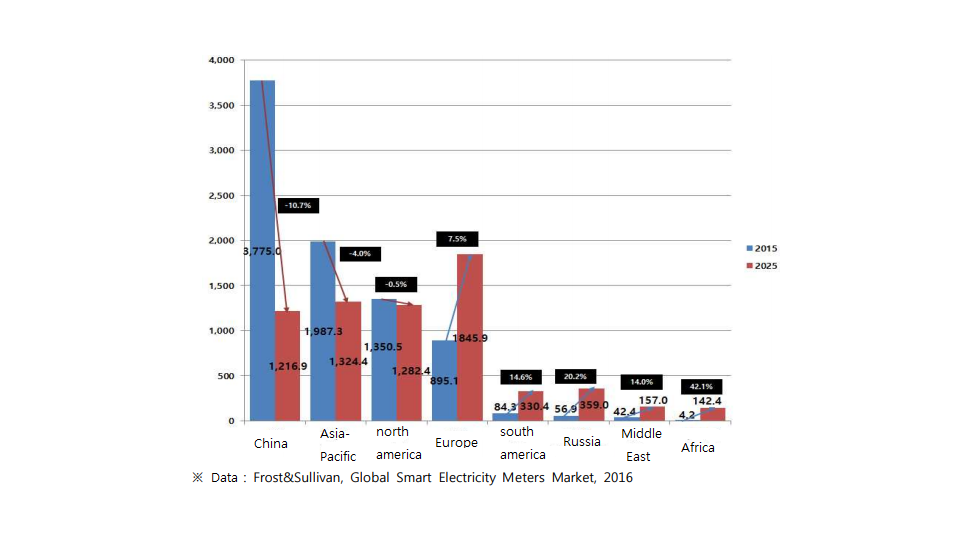 4,000
3,500
3,000
2,500
2,000
1,500
1,000
500
0
-10.7%
-4.0%
-0.5%
7.5%
14.6%
20.2%
14.0%
42.1%
3,775.0
1,216.9
1,987.3
1,324.4
1,350.5
1,282.4
895.1
1845.9
84.3
330.4
56.9
359.0
42.4
157.0
4.2
142.4
2015
2025
China
Asia-
Pacific
north
america
Europe
south
america
Russia
Middle
East
Africa
※ Data : Frost&Sullivan, Global Smart Electricity Meters Market, 2016